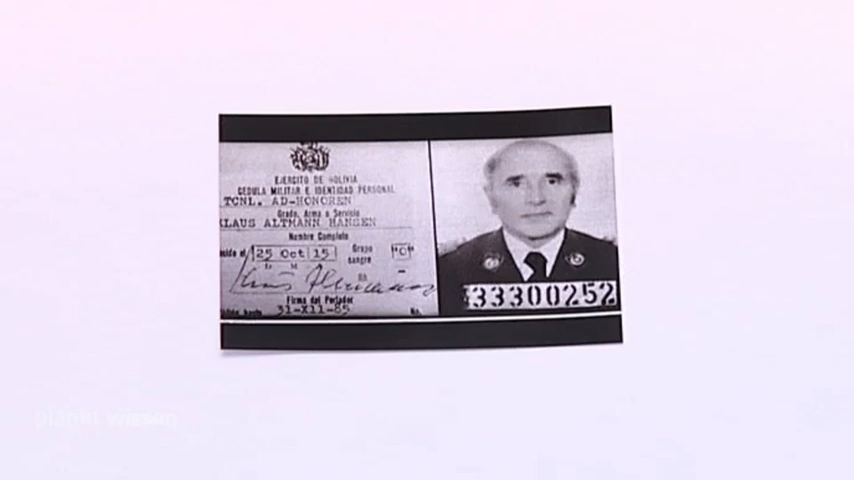 EJERCITO DE BOLIVIA
CEDULA MILITAR E IDENTIDAD PERSONAL
TCNL. AD-HONOREN
Grado, Arma o Servicio
KLAUS ALTMANN HANSEN
Nombre Completo
25 Oct 15 Grupo sangre "O"
Firma del Portador
31-XII-85 No.
33300252
planet wissen